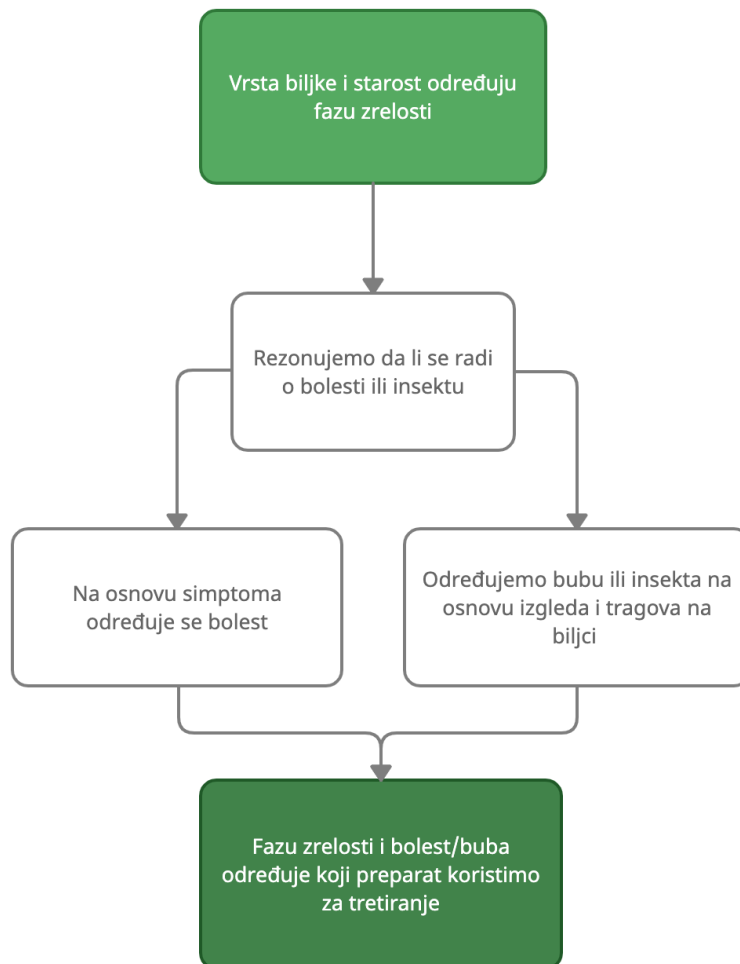 Vrsta biljke i starost određuju
fazu zrelosti
Rezonujemo da li se radi
o bolesti ili insektu
Na osnovu simptoma
određuje se bolest
Određujemo bubu ili insekta na
osnovu izgleda i tragova na
biljci
Fazu zrelosti i bolest/buba
određuje koji preparat koristimo
za tretiranje